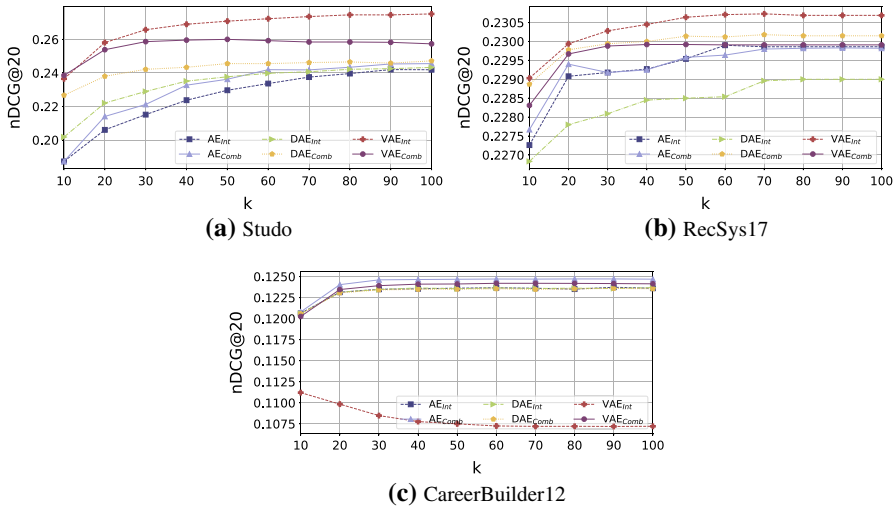 nDCG@20
0.26
0.24
0.22
0.20
AE_Int DAE_Int VAE_Int
AE_Comb DAE_Comb VAE_Comb
10 20 30 40 50 60 70 80 90 100
k
(a) Studo
nDCG@20
0.2305
0.2300
0.2295
0.2290
0.2285
0.2280
0.2275
0.2270
AE_Int DAE_Int VAE_Int
AE_Comb DAE_Comb VAE_Comb
10 20 30 40 50 60 70 80 90 100
k
(b) RecSys17
nDCG@20
0.1250
0.1225
0.1200
0.1175
0.1150
0.1125
0.1100
0.1075
AE_Int DAE_Int VAE_Int
AE_Comb DAE_Comb VAE_Comb
10 20 30 40 50 60 70 80 90 100
k
(c) CareerBuilder12